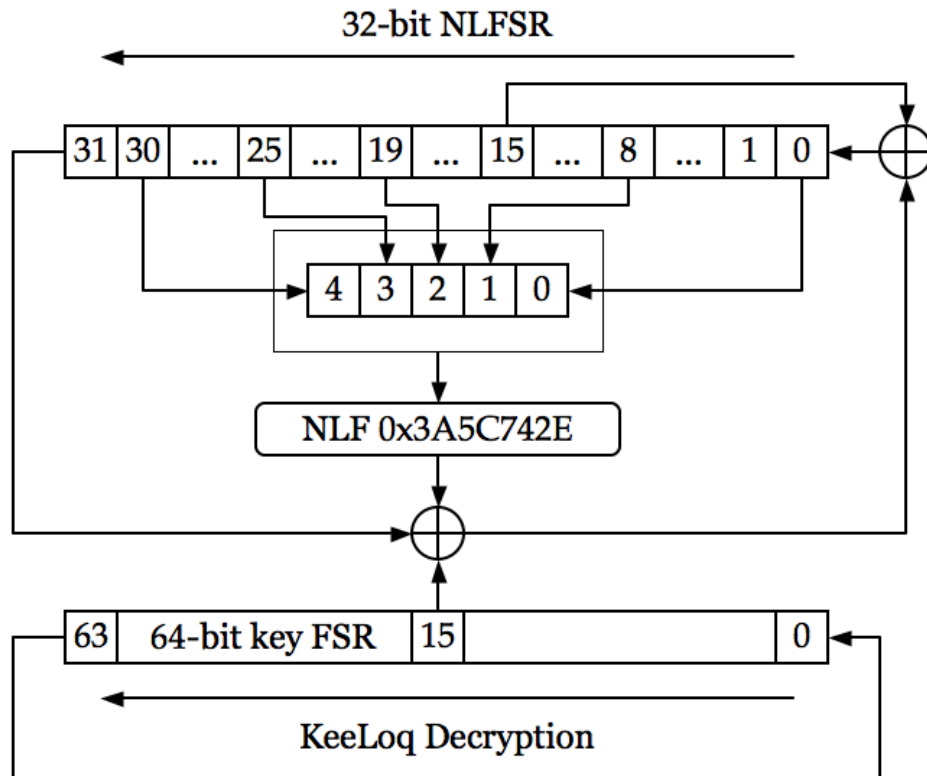 32-bit NLFSR
31 30 ... 25 ... 19 ... 15 ... 8 ... 1 0
4 3 2 1 0
NLF 0x3A5C742E
63 64-bit key FSR 15 0
KeeLoq Decryption